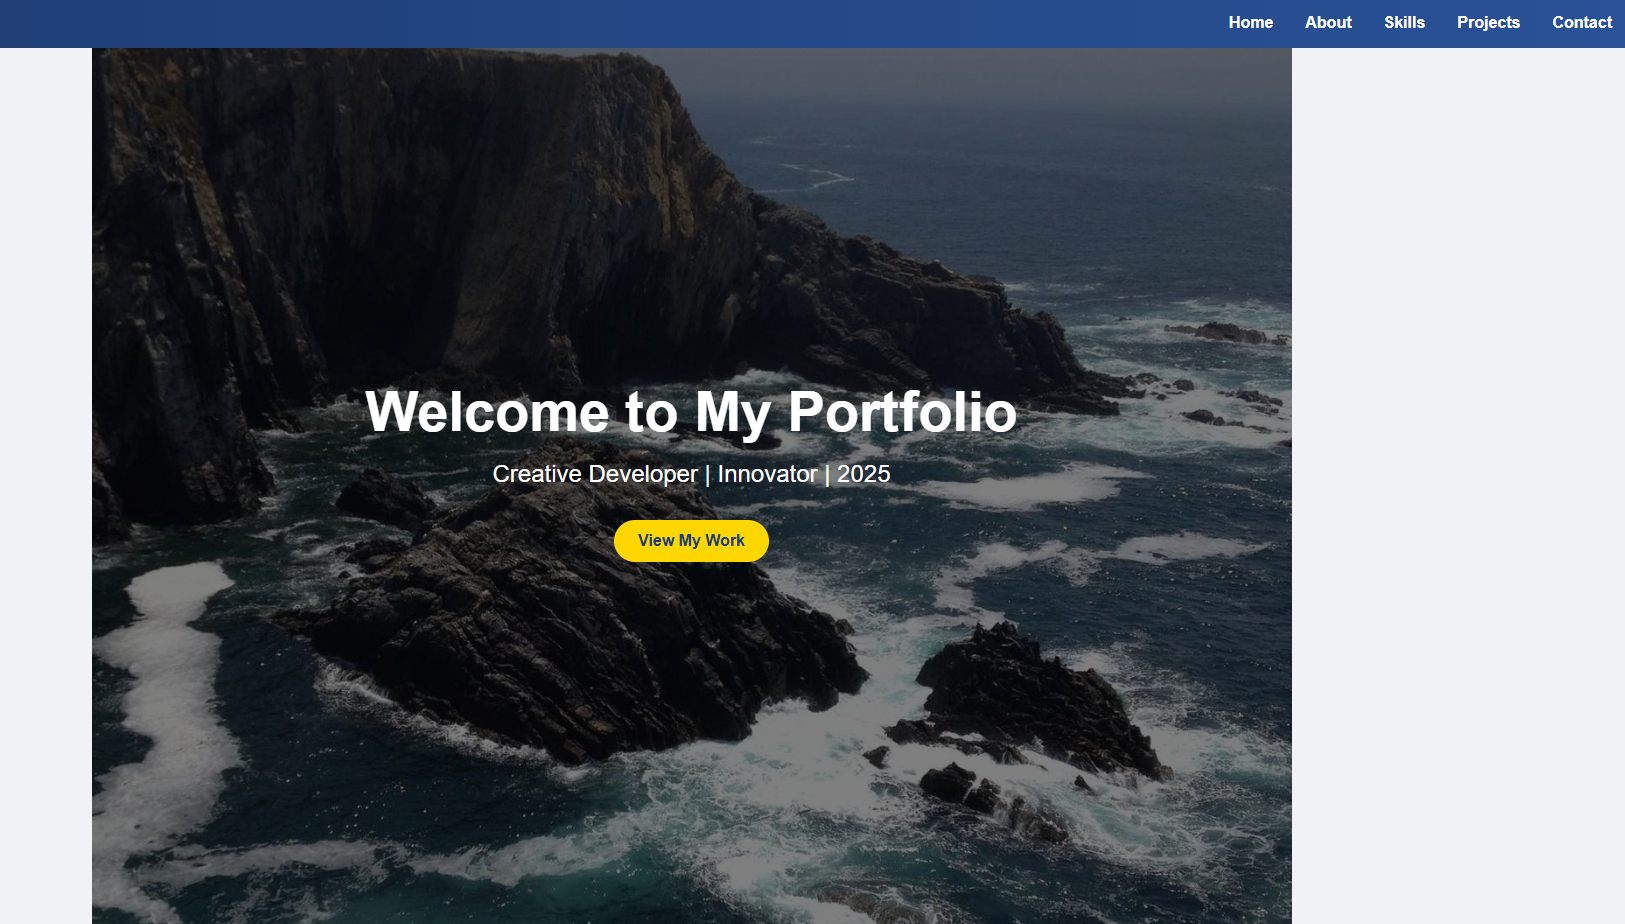 Home About Skills Projects Contact
Welcome to My Portfolio
Creative Developer | Innovator | 2025
View My Work